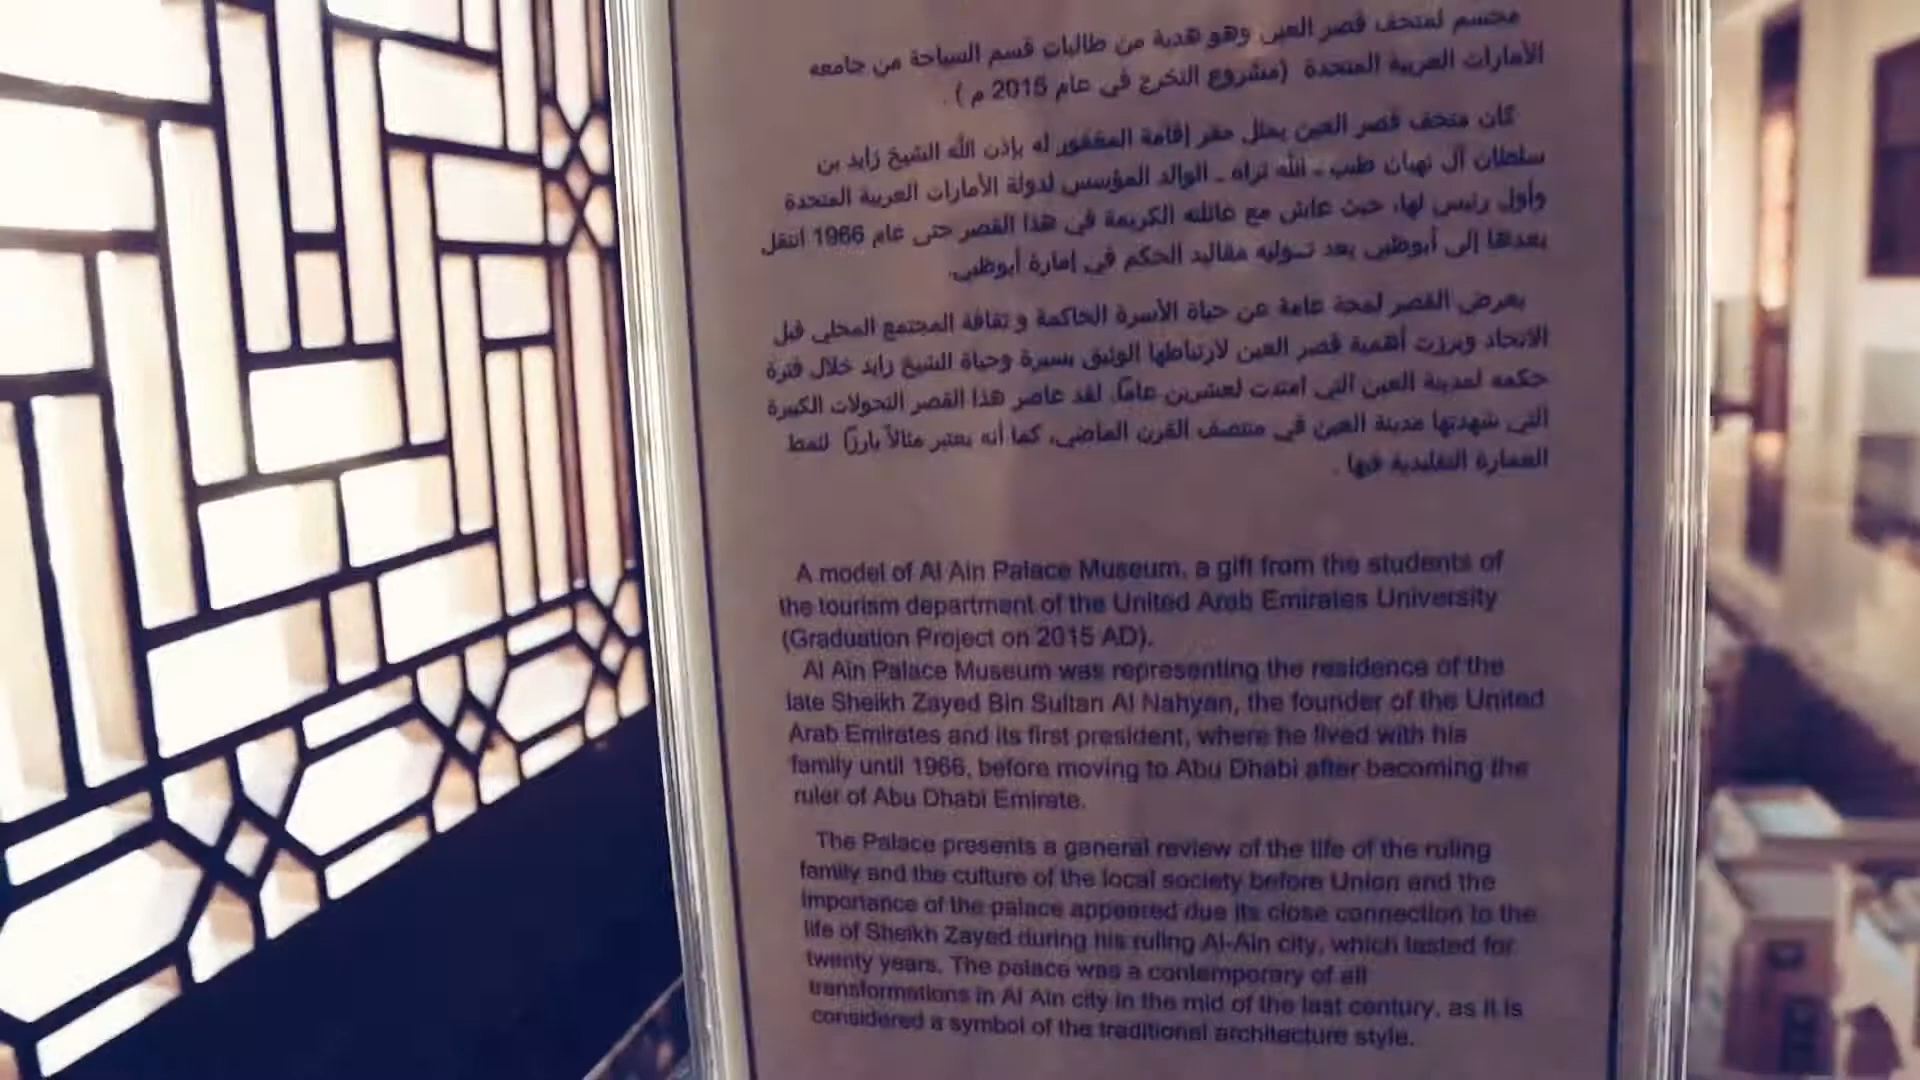 مجسم لمتحف قصر العين وهو هدية من طالبات قسم السياحة من جامعه
الأمارات العربية المتحدة (مشروع التخرج في عام 2015 م ) .
كان متحف قصر العين يمثل مقر إقامة المغفور له بإذن الله الشيخ زايد بن
سلطان آل نهيان طيب - الله ثراه - الوالد المؤسس لدولة الأمارات العربية المتحدة
وأول رئيس لها، حيث عاش مع عائلته الكريمة في هذا القصر حتى عام 1966 انتقل
بعدها إلى أبوظبي بعد توليه مقاليد الحكم في إمارة أبوظبي.
يعرض القصر لمحة عامة عن حياة الأسرة الحاكمة و ثقافة المجتمع المحلي قبل
الاتحاد وبرزت أهمية قصر العين لارتباطها الوثيق بسيرة وحياة الشيخ زايد خلال فترة
حكمه لمدينة العين التي امتدت لعشرين عاماً، لقد عاصر هذا القصر التحولات الكبيرة
التي شهدتها مدينة العين في منتصف القرن الماضي، كما أنه يعتبر مثالاً بارزاً لنمط
العمارة التقليدية فيها .
A model of Al Ain Palace Museum, a gift from the students of
the tourism department of the United Arab Emirates University
(Graduation Project on 2015 AD).
Al Ain Palace Museum was representing the residence of the
late Sheikh Zayed Bin Sultan Al Nahyan, the founder of the United
Arab Emirates and its first president, where he lived with his
family until 1966, before moving to Abu Dhabi after becoming the
ruler of Abu Dhabi Emirate.
The Palace presents a general review of the life of the ruling
family and the culture of the local society before Union and the
importance of the palace appeared due its close connection to the
life of Sheikh Zayed during his ruling Al-Ain city, which lasted for
twenty years. The palace was a contemporary of all
transformations in Al Ain city in the mid of the last century, as it is
considered a symbol of the traditional architecture style.